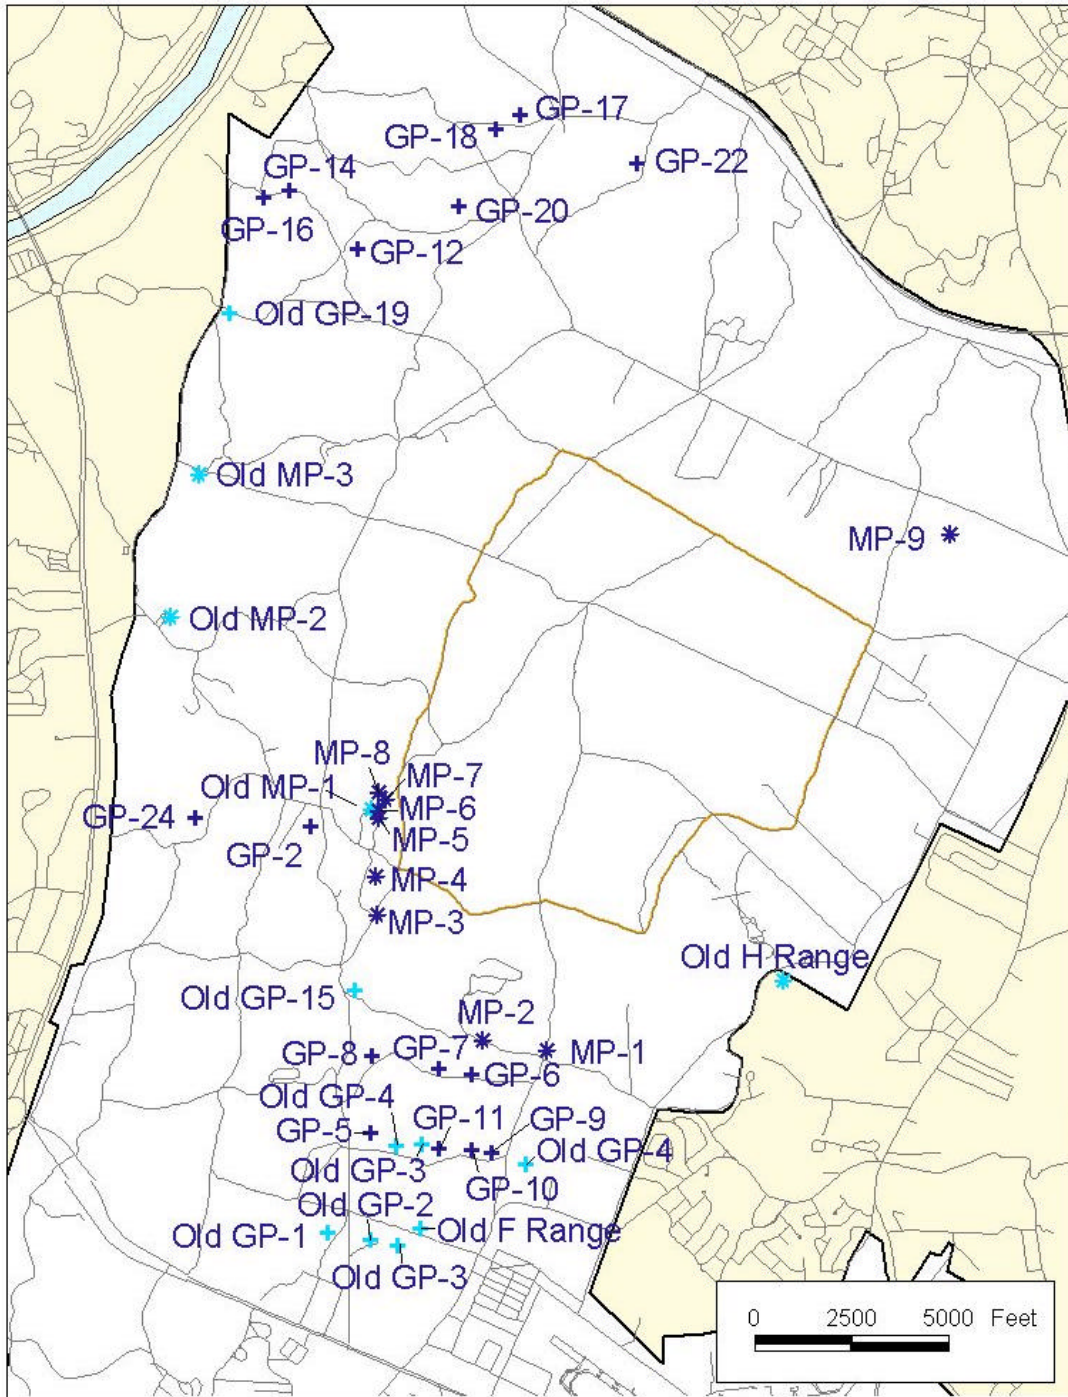 GP-17
GP-18
GP-14
GP-22
GP-20
GP-16
GP-12
Old GP-19
Old MP-3
MP-9
Old MP-2
MP-8
MP-7
Old MP-1
MP-6
GP-24
MP-5
GP-2
MP-4
MP-3
Old H Range
Old GP-15
MP-2
GP-7
GP-8
MP-1
GP-6
Old GP-4
GP-11
GP-9
GP-5
Old GP-4
Old GP-3
GP-10
Old GP-2
Old F Range
Old GP-1
Old GP-3
0 2500 5000 Feet